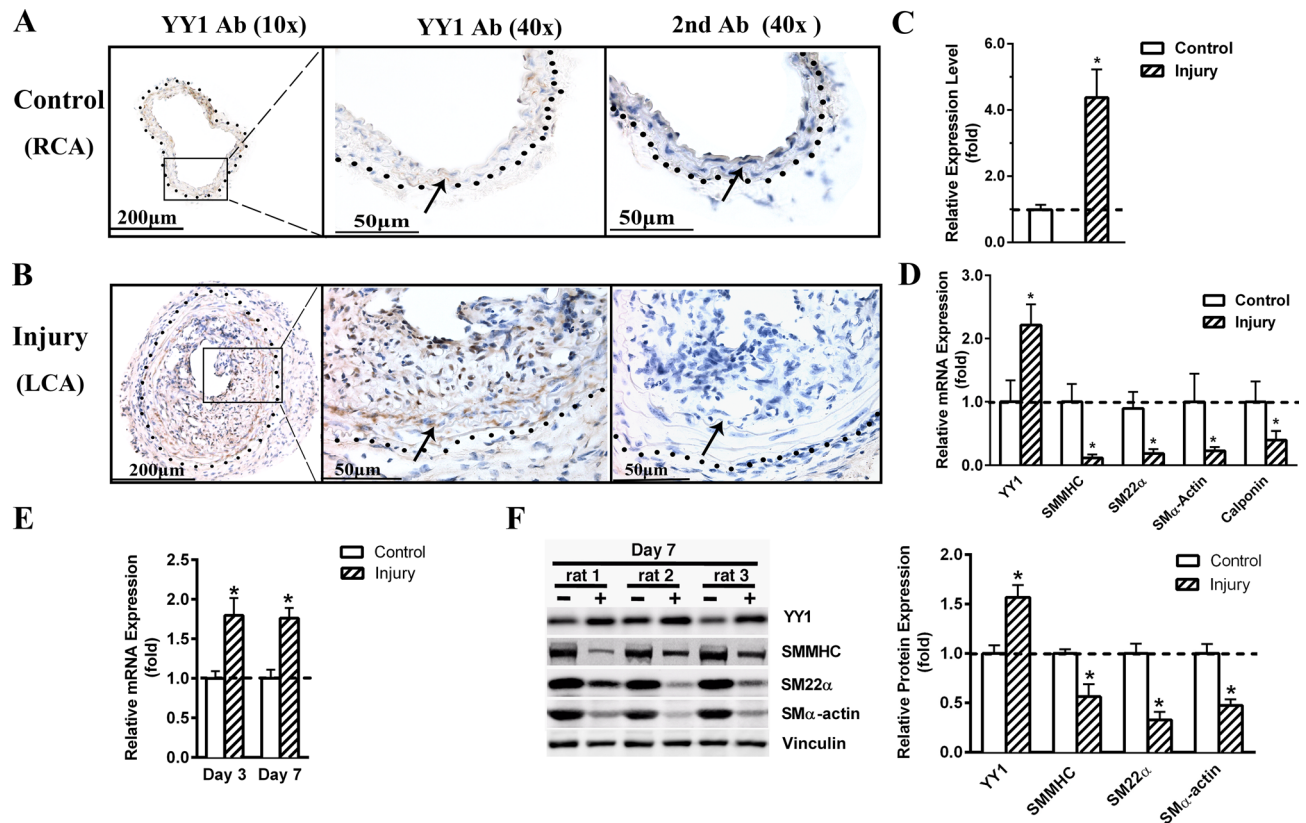 A
YY1 Ab (10x)
YY1 Ab (40x)
2nd Ab (40x )
Control
(RCA)
200μm
50μm
50μm
B
Injury
(LCA)
200μm
50μm
50μm
C
Relative Expression Level
(fold)
6.0
4.0
2.0
0.0
*
Control
Injury
D
Relative mRNA Expression
(fold)
3.0
2.0
1.0
0.0
*
*
*
*
*
Control
Injury
YY1
SMMHC
SM22α
SMα-Actin
Calponin
E
Relative mRNA Expression
(fold)
2.5
2.0
1.5
1.0
0.5
0.0
*
*
Control
Injury
Day 3
Day 7
F
Day 7
rat 1
rat 2
rat 3
– + – + – +
YY1
SMMHC
SM22α
SMα-actin
Vinculin
Relative Protein Expression
(fold)
2.0
1.5
1.0
0.5
0.0
*
*
*
*
Control
Injury
YY1
SMMHC
SM22α
SMα-actin